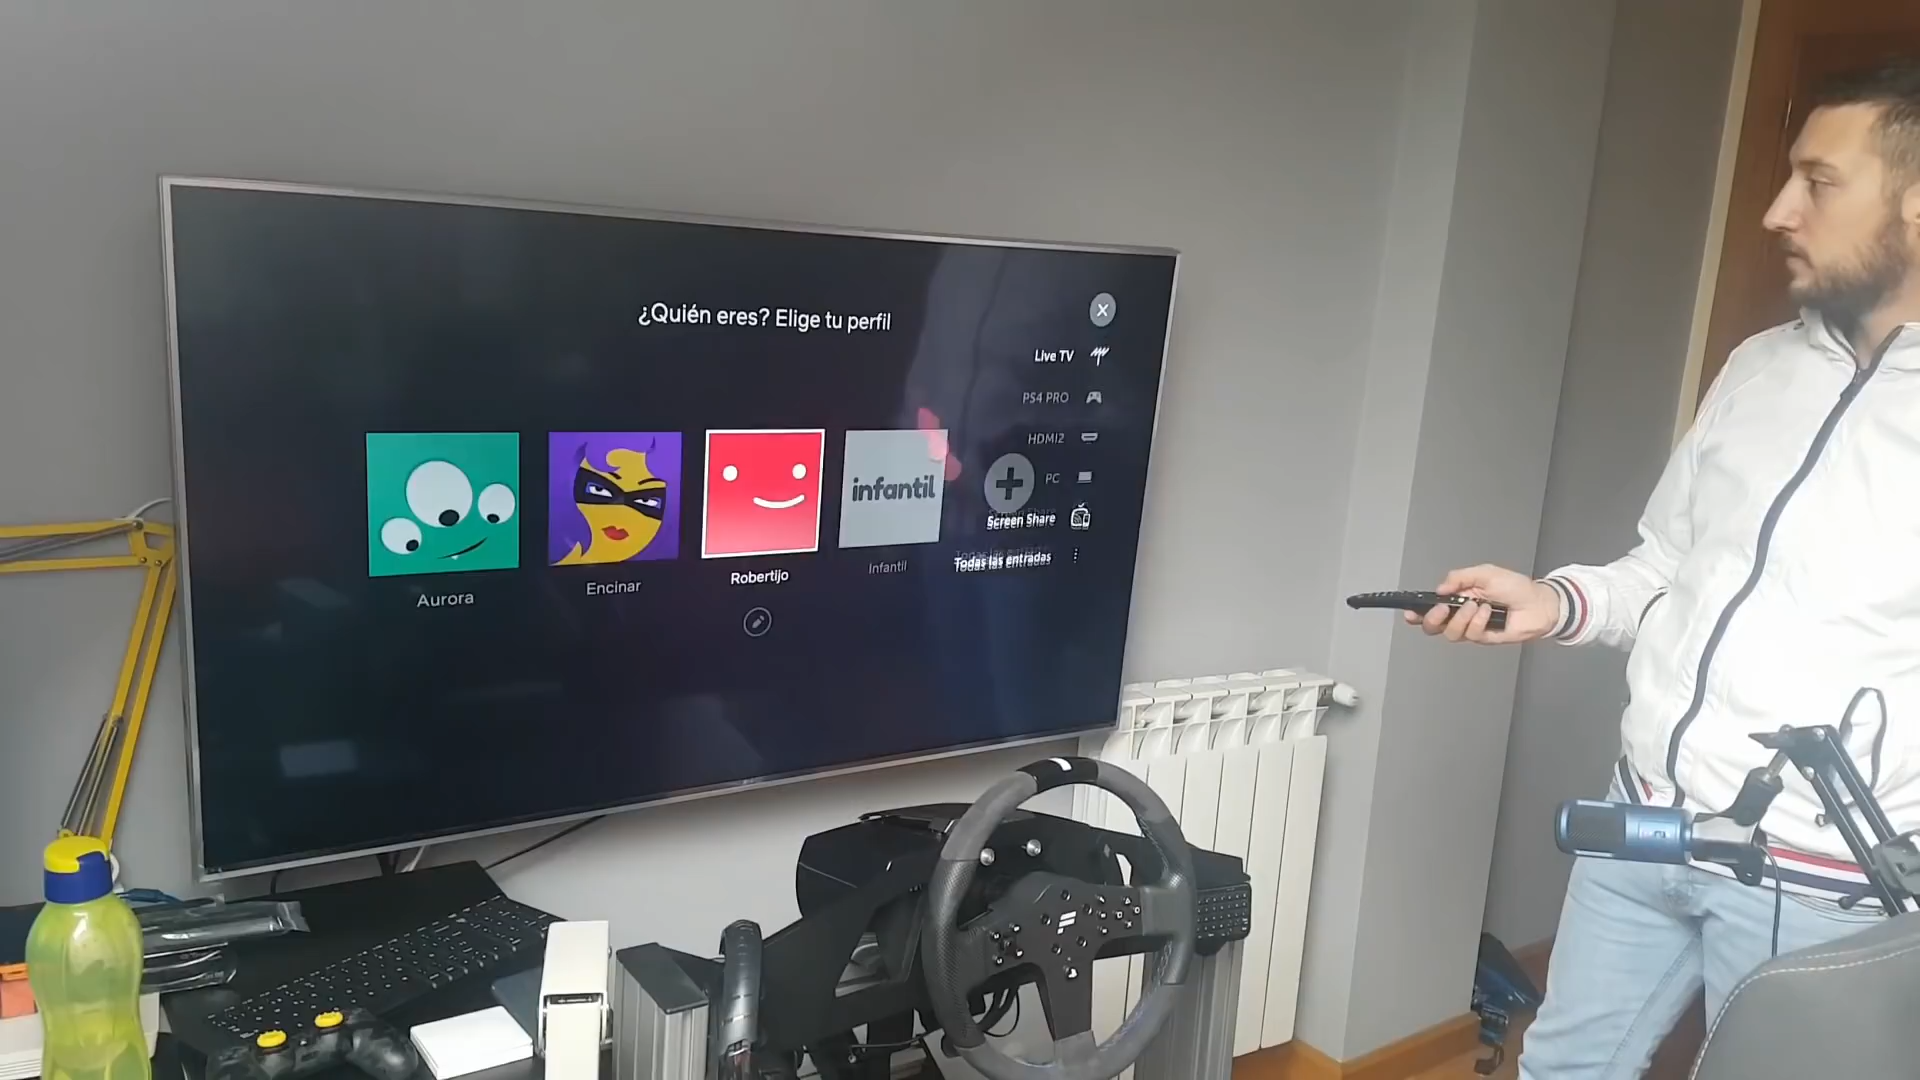 ¿Quién eres? Elige tu perfil
Live TV
PS4 PRO
HDMI2
PC
Screen Share
Todas las entradas
infantil
Aurora
Encinar
Robertijo
Infantil